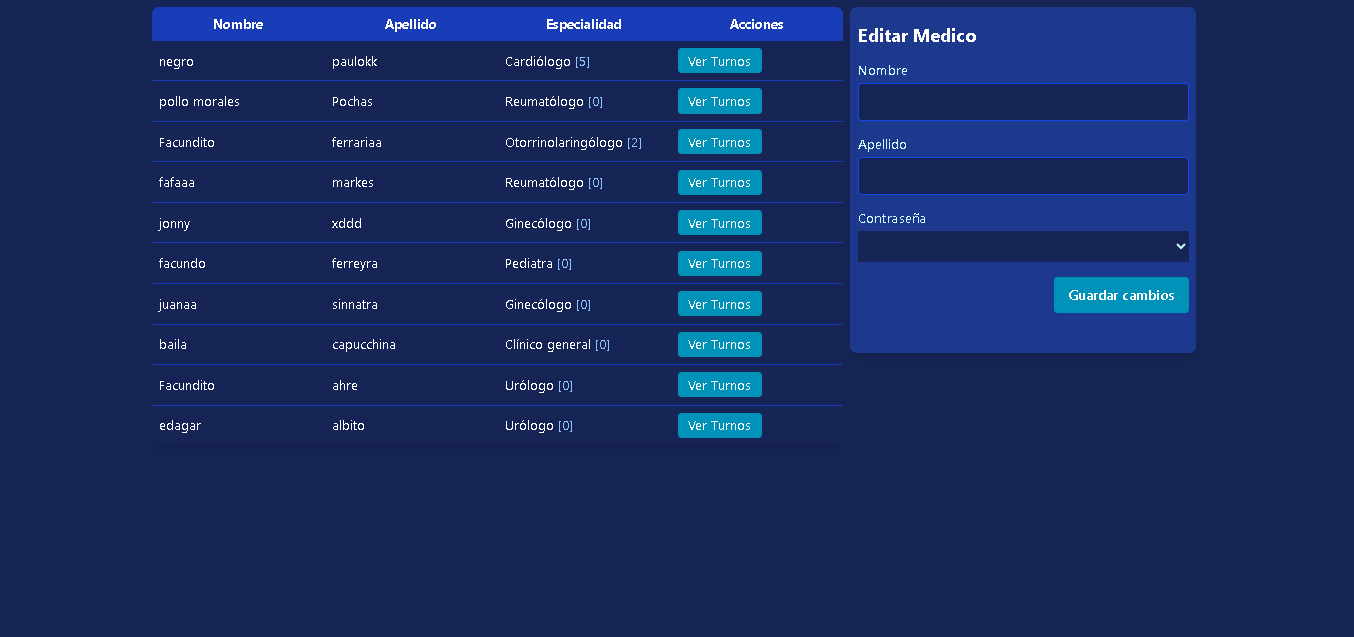 Nombre Apellido Especialidad Acciones
negro paulokk Cardiólogo [5] Ver Turnos
pollo morales Pochas Reumatólogo [0] Ver Turnos
Facundito ferrariaa Otorrinolaringólogo [2] Ver Turnos
fafaaa markes Reumatólogo [0] Ver Turnos
jonny xddd Ginecólogo [0] Ver Turnos
facundo ferreyra Pediatra [0] Ver Turnos
juanaa sinnatra Ginecólogo [0] Ver Turnos
baila capucchina Clínico general [0] Ver Turnos
Facundito ahre Urólogo [0] Ver Turnos
edagar albito Urólogo [0] Ver Turnos
Editar Medico
Nombre
Apellido
Contraseña
Guardar cambios